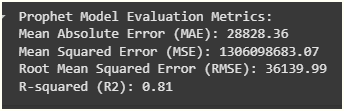 Prophet Model Evaluation Metrics:
Mean Absolute Error (MAE): 28828.36
Mean Squared Error (MSE): 1306098683.07
Root Mean Squared Error (RMSE): 36139.99
R-squared (R2): 0.81